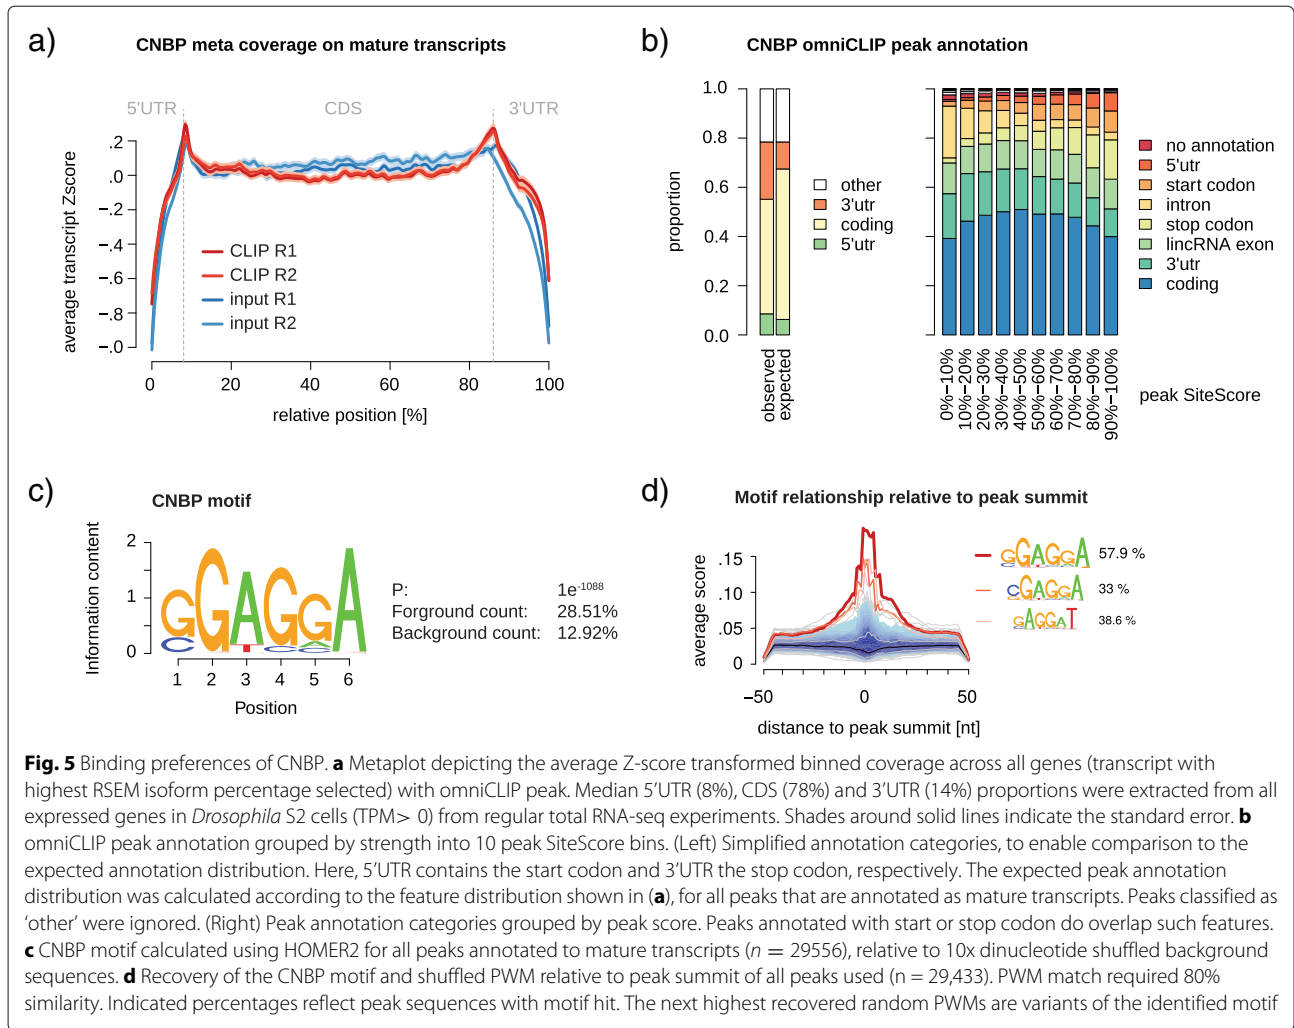 a)
CNBP meta coverage on mature transcripts
5'UTR
CDS
3'UTR
average transcript Zscore
.2
.0
−.2
−.4
−.6
−.8
−.0
CLIP R1
CLIP R2
input R1
input R2
0
20
40
60
80
100
relative position [%]
b)
CNBP omniCLIP peak annotation
proportion
1.0
0.8
0.6
0.4
0.2
0.0
observed
expected
other
3'utr
coding
5'utr
0%−10%
10%−20%
20%−30%
30%−40%
40%−50%
50%−60%
60%−70%
70%−80%
80%−90%
90%−100%
no annotation
5'utr
start codon
intron
stop codon
lincRNA exon
3'utr
coding
peak SiteScore
c)
CNBP motif
Information content
2
1
0
GGAGGA
C T
1 2 3 4 5 6
Position
P: 1e-1088
Forground count: 28.51%
Background count: 12.92%
d)
Motif relationship relative to peak summit
average score
.15
.10
.05
0
−50
0
50
distance to peak summit [nt]
GGAGGA 57.9 %
CGAGGA 33 %
GAGGAT 38.6 %
Fig. 5 Binding preferences of CNBP. a Metaplot depicting the average Z-score transformed binned coverage across all genes (transcript with
highest RSEM isoform percentage selected) with omniCLIP peak. Median 5’UTR (8%), CDS (78%) and 3’UTR (14%) proportions were extracted from all
expressed genes in Drosophila S2 cells (TPM> 0) from regular total RNA-seq experiments. Shades around solid lines indicate the standard error. b
omniCLIP peak annotation grouped by strength into 10 peak SiteScore bins. (Left) Simplified annotation categories, to enable comparison to the
expected annotation distribution. Here, 5’UTR contains the start codon and 3’UTR the stop codon, respectively. The expected peak annotation
distribution was calculated according to the feature distribution shown in (a), for all peaks that are annotated as mature transcripts. Peaks classified as
‘other’ were ignored. (Right) Peak annotation categories grouped by peak score. Peaks annotated with start or stop codon do overlap such features.
c CNBP motif calculated using HOMER2 for all peaks annotated to mature transcripts (n = 29556), relative to 10x dinucleotide shuffled background
sequences. d Recovery of the CNBP motif and shuffled PWM relative to peak summit of all peaks used (n = 29,433). PWM match required 80%
similarity. Indicated percentages reflect peak sequences with motif hit. The next highest recovered random PWMs are variants of the identified motif